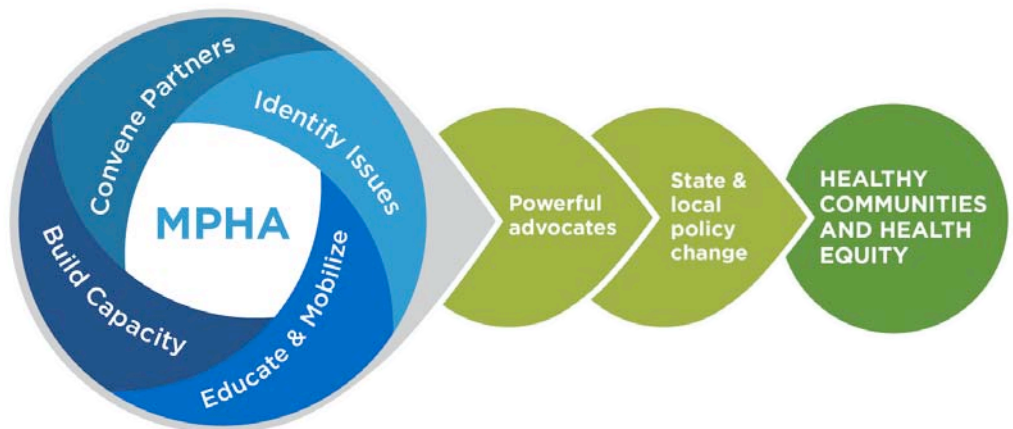 Convene Partners
Identify Issues
MPHA
Build Capacity
Educate & Mobilize
Powerful
advocates
State &
local
policy
change
HEALTHY
COMMUNITIES
AND HEALTH
EQUITY